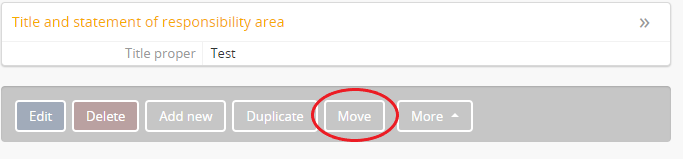 Title and statement of responsibility area »
Title proper Test
Edit Delete Add new Duplicate Move More